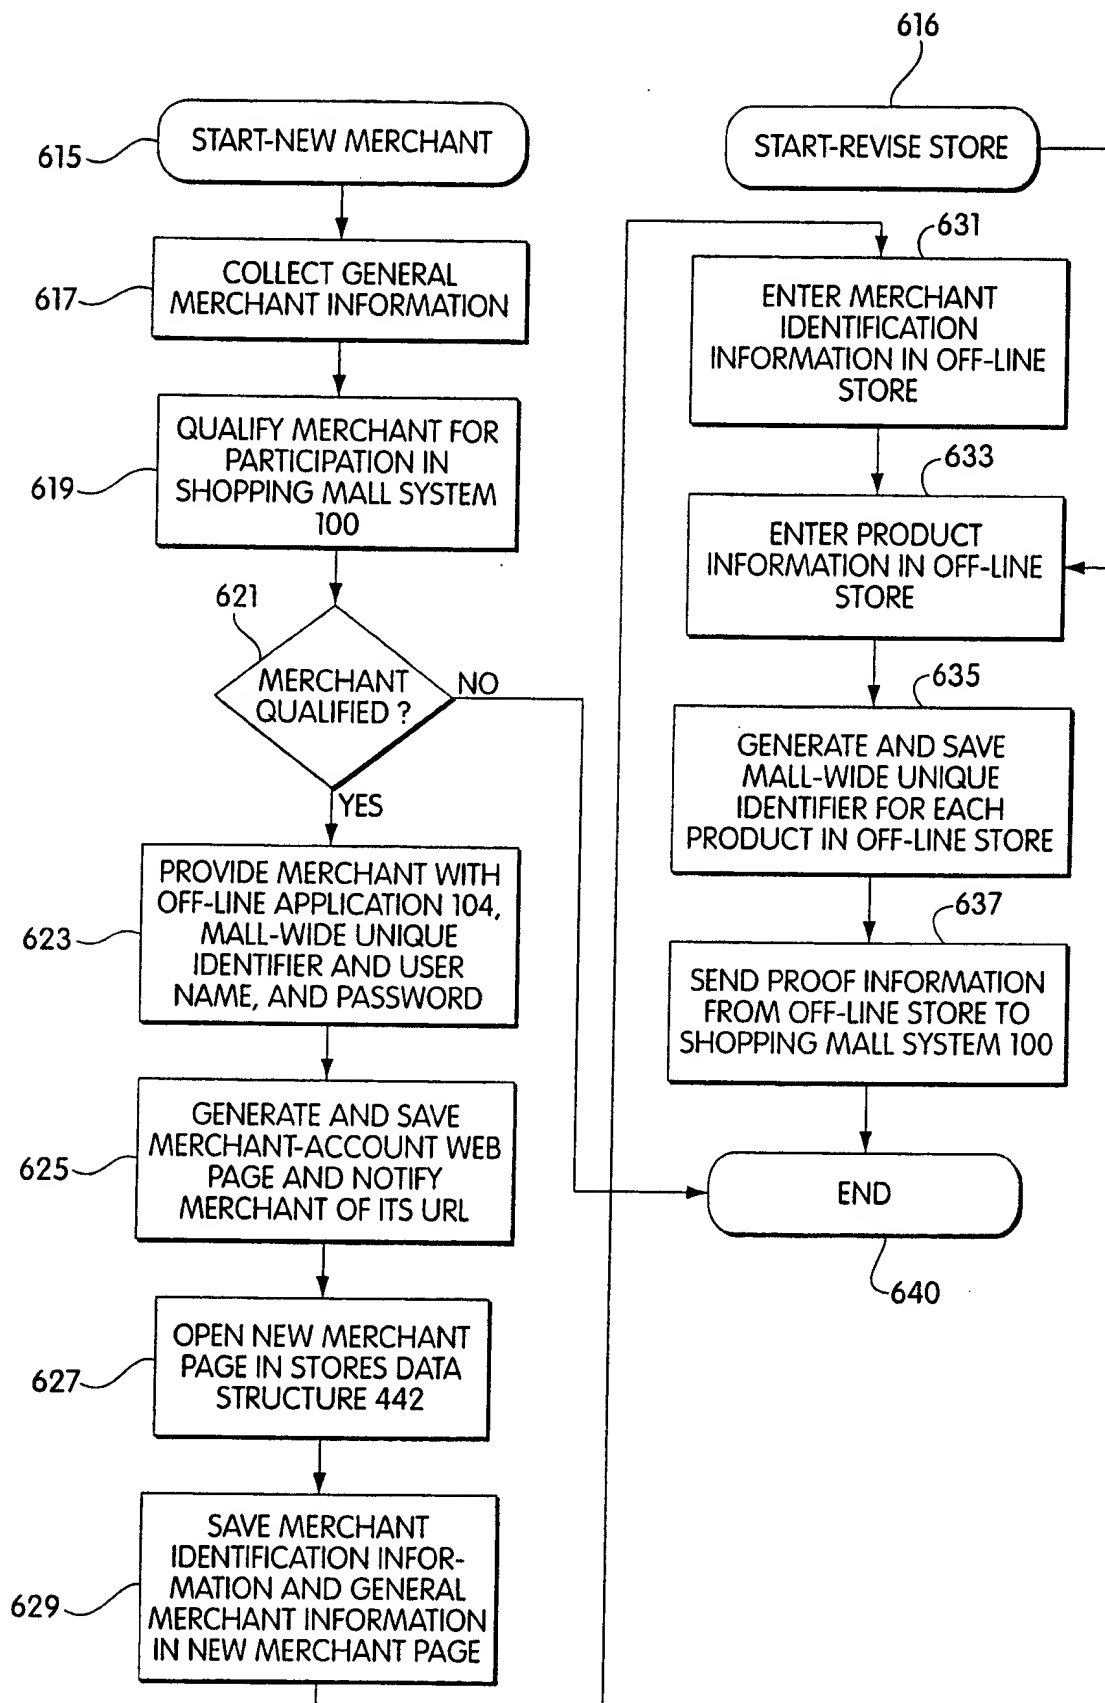 615
START-NEW MERCHANT
617
COLLECT GENERAL
MERCHANT INFORMATION
619
QUALIFY MERCHANT FOR
PARTICIPATION IN
SHOPPING MALL SYSTEM
100
621
MERCHANT
QUALIFIED ?
NO
YES
623
PROVIDE MERCHANT WITH
OFF-LINE APPLICATION 104,
MALL-WIDE UNIQUE
IDENTIFIER AND USER
NAME, AND PASSWORD
625
GENERATE AND SAVE
MERCHANT-ACCOUNT WEB
PAGE AND NOTIFY
MERCHANT OF ITS URL
627
OPEN NEW MERCHANT
PAGE IN STORES DATA
STRUCTURE 442
629
SAVE MERCHANT
IDENTIFICATION INFOR-
MATION AND GENERAL
MERCHANT INFORMATION
IN NEW MERCHANT PAGE
616
START-REVISE STORE
631
ENTER MERCHANT
IDENTIFICATION
INFORMATION IN OFF-LINE
STORE
633
ENTER PRODUCT
INFORMATION IN OFF-LINE
STORE
635
GENERATE AND SAVE
MALL-WIDE UNIQUE
IDENTIFIER FOR EACH
PRODUCT IN OFF-LINE STORE
637
SEND PROOF INFORMATION
FROM OFF-LINE STORE TO
SHOPPING MALL SYSTEM 100
END
640